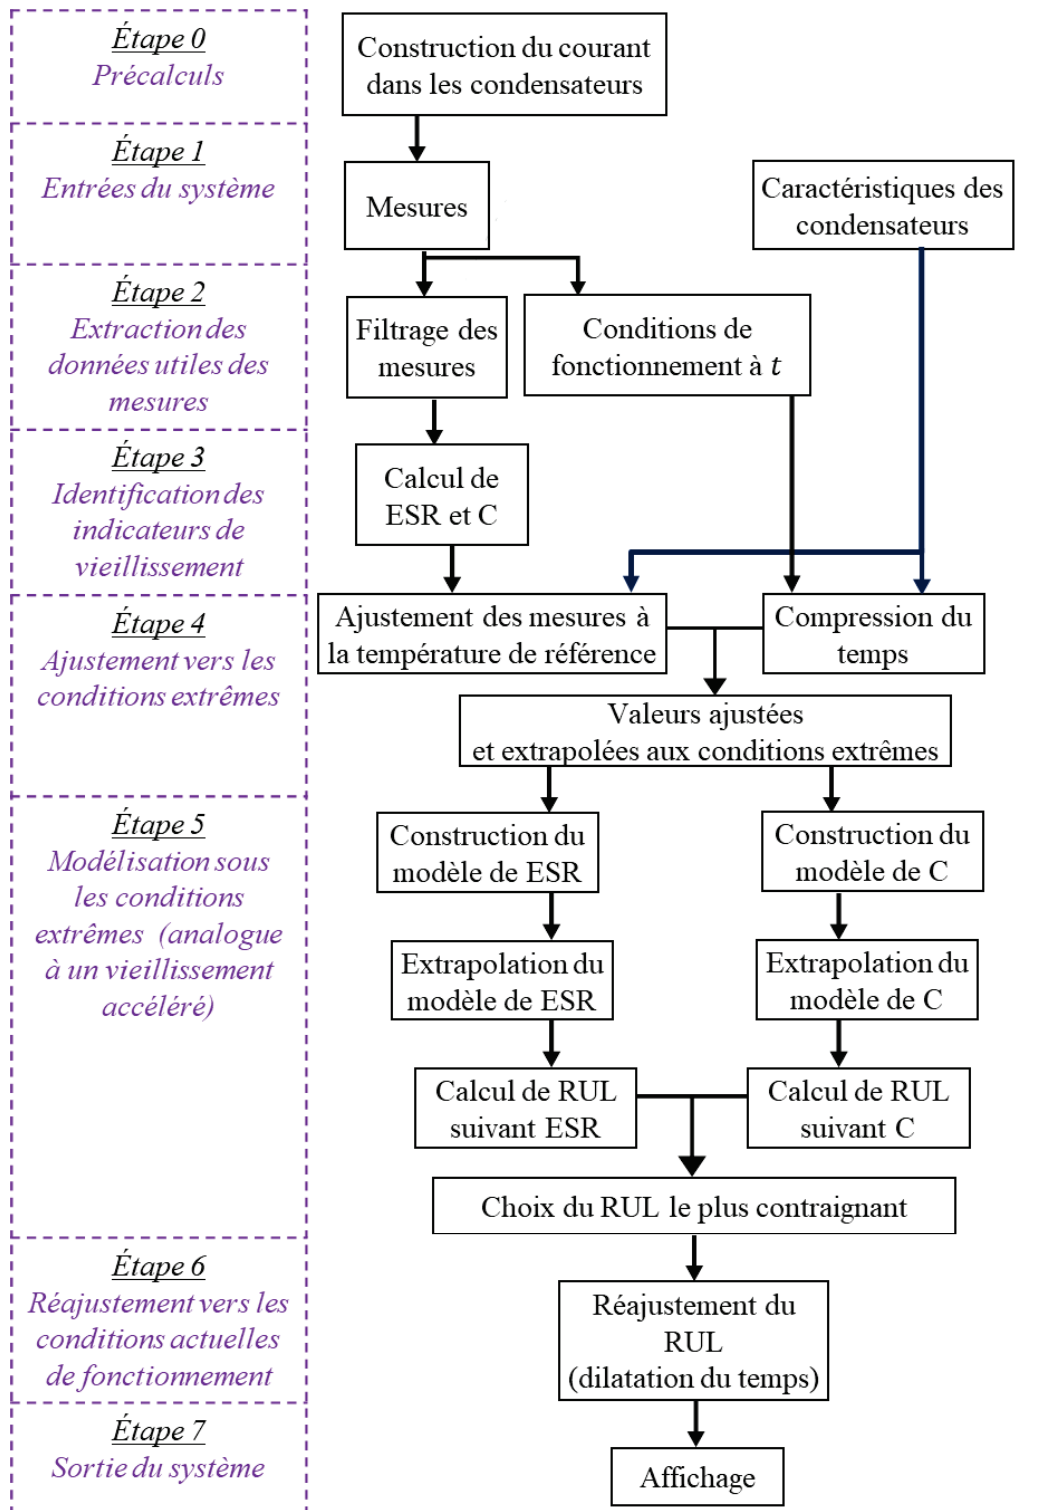 Étape 0
Précalculs
Construction du courant
dans les condensateurs
Étape 1
Entrées du système
Mesures
Caractéristiques des
condensateurs
Étape 2
Extraction des
données utiles des
mesures
Filtrage des
mesures
Conditions de
fonctionnement à t
Étape 3
Identification des
indicateurs de
vieillissement
Calcul de
ESR et C
Étape 4
Ajustement vers les
conditions extrêmes
Ajustement des mesures à
la température de référence
Compression du
temps
Valeurs ajustées
et extrapolées aux conditions extrêmes
Étape 5
Modélisation sous
les conditions
extrêmes (analogue
à un vieillissement
accéléré)
Construction du
modèle de ESR
Construction du
modèle de C
Extrapolation du
modèle de ESR
Extrapolation du
modèle de C
Calcul de RUL
suivant ESR
Calcul de RUL
suivant C
Choix du RUL le plus contraignant
Étape 6
Réajustement vers les
conditions actuelles
de fonctionnement
Réajustement du
RUL
(dilatation du temps)
Étape 7
Sortie du système
Affichage